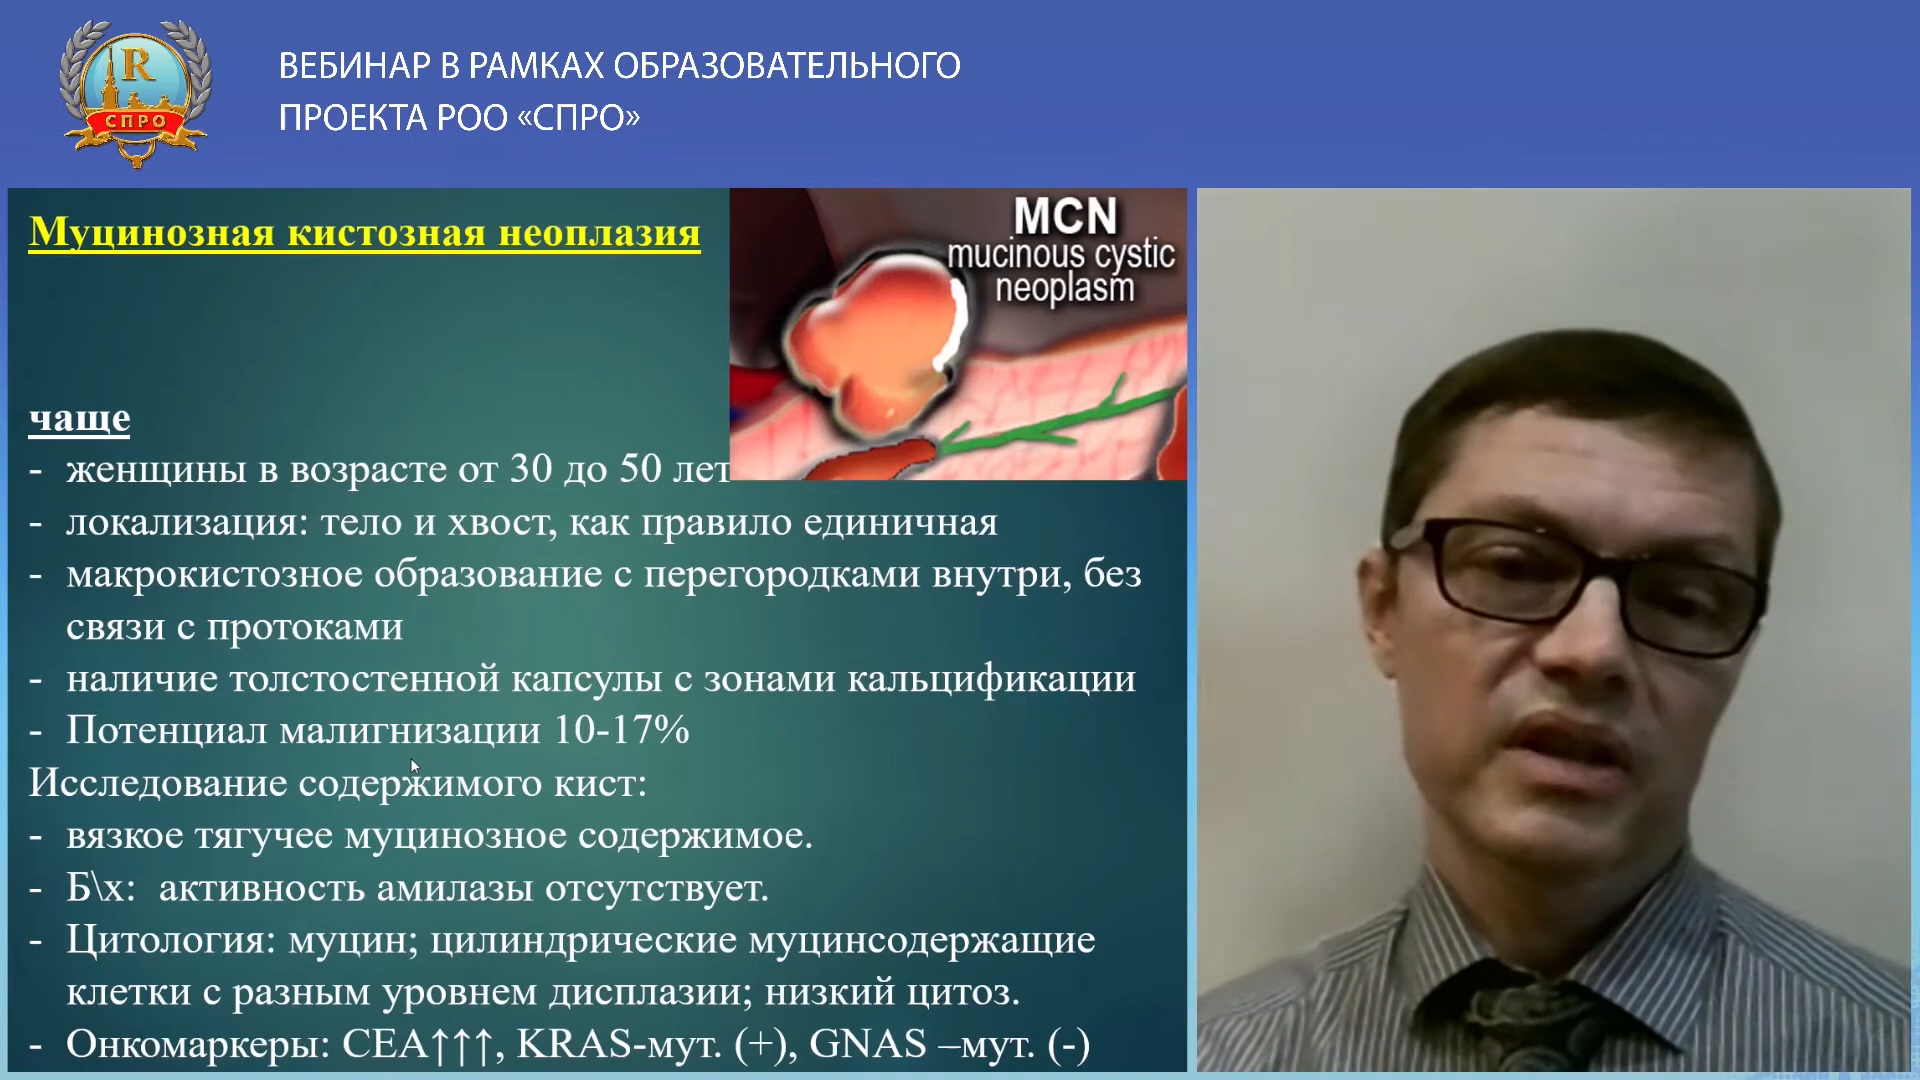 R
СПРО
ВЕБИНАР В РАМКАХ ОБРАЗОВАТЕЛЬНОГО
ПРОЕКТА РОО «СПРО»
Муцинозная кистозная неоплазия
MCN
mucinous cystic
neoplasm
чаще
- женщины в возрасте от 30 до 50 лет
- локализация: тело и хвост, как правило единичная
- макрокистозное образование с перегородками внутри, без
связи с протоками
- наличие толстостенной капсулы с зонами кальцификации
- Потенциал малигнизации 10-17%
Исследование содержимого кист:
- вязкое тягучее муцинозное содержимое.
- Б\х: активность амилазы отсутствует.
- Цитология: муцин; цилиндрические муцинсодержащие
клетки с разным уровнем дисплазии; низкий цитоз.
- Онкомаркеры: CEA↑↑↑, KRAS-мут. (+), GNAS –мут. (-)